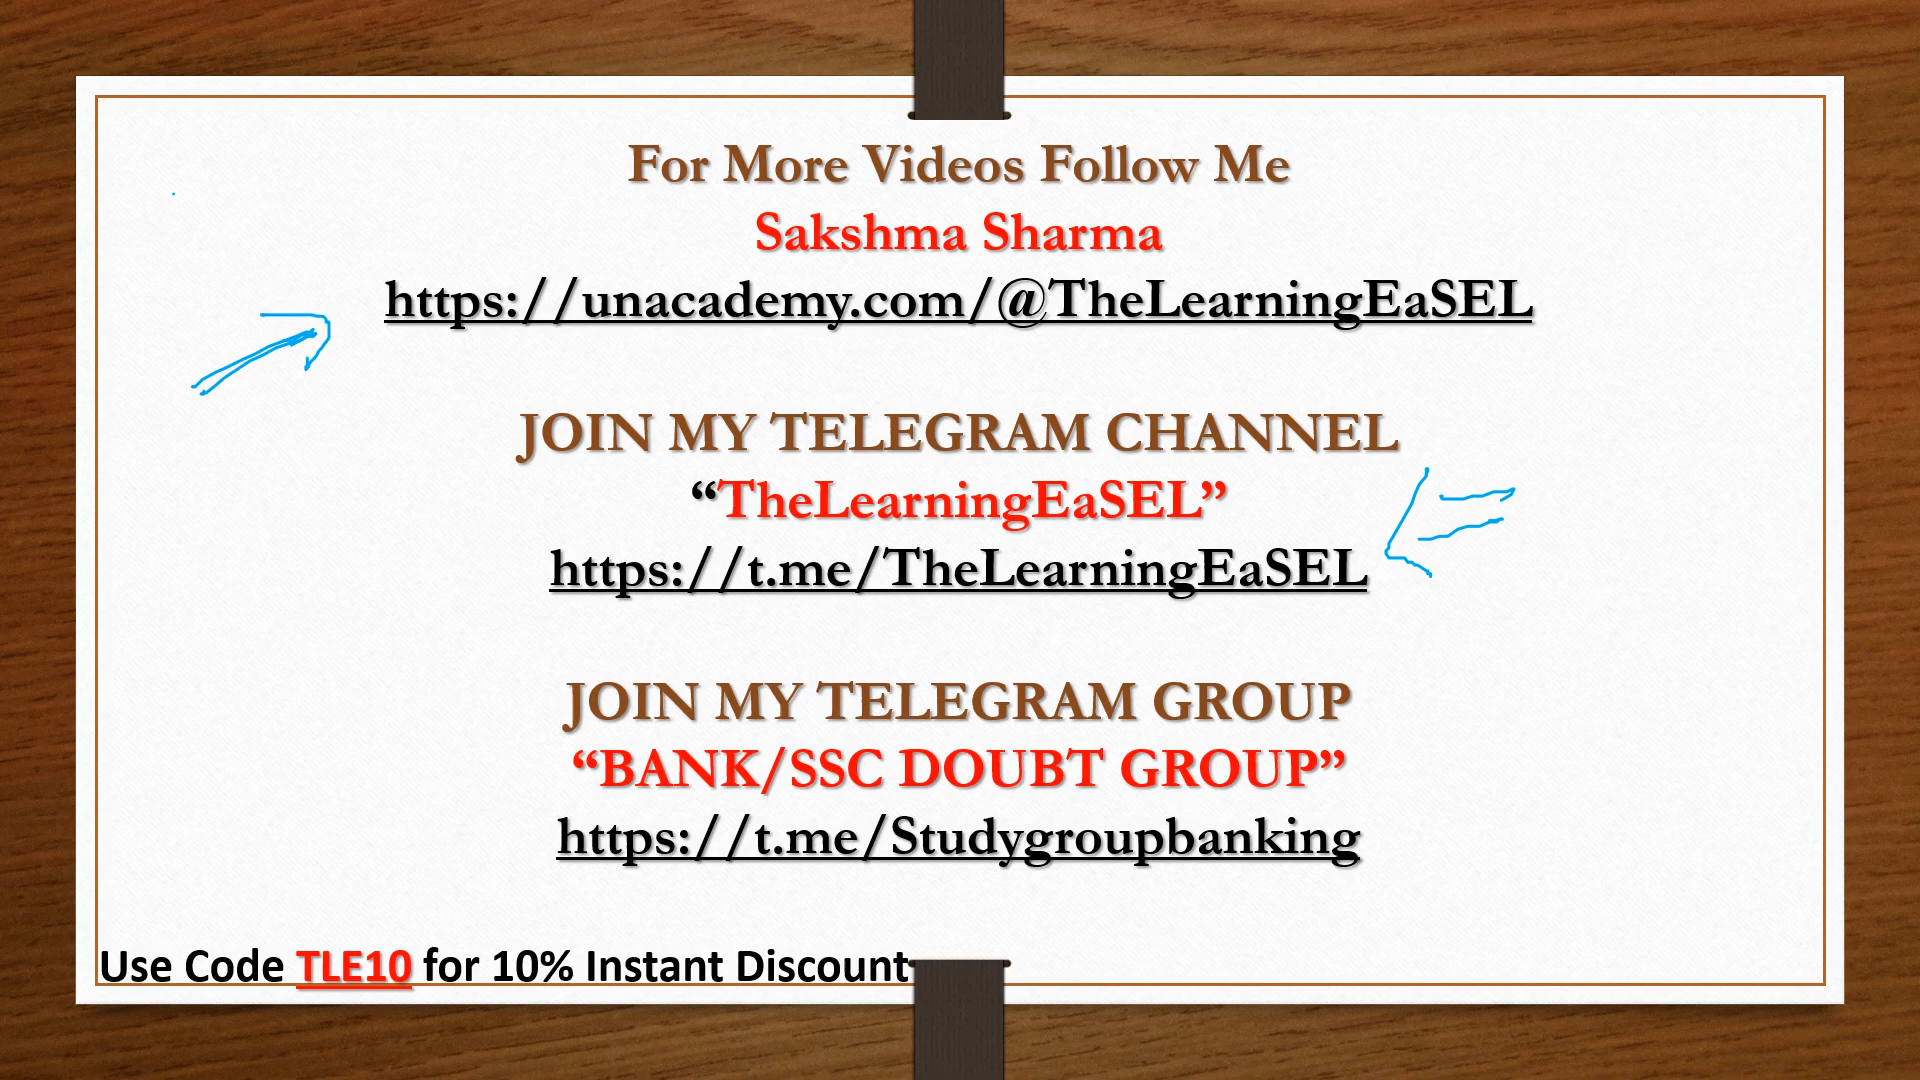 For More Videos Follow Me
Sakshma Sharma
https://unacademy.com/@TheLearningEaSEL
JOIN MY TELEGRAM CHANNEL
“TheLearningEaSEL”
https://t.me/TheLearningEaSEL
JOIN MY TELEGRAM GROUP
“BANK/SSC DOUBT GROUP”
https://t.me/Studygroupbanking
Use Code TLE10 for 10% Instant Discount